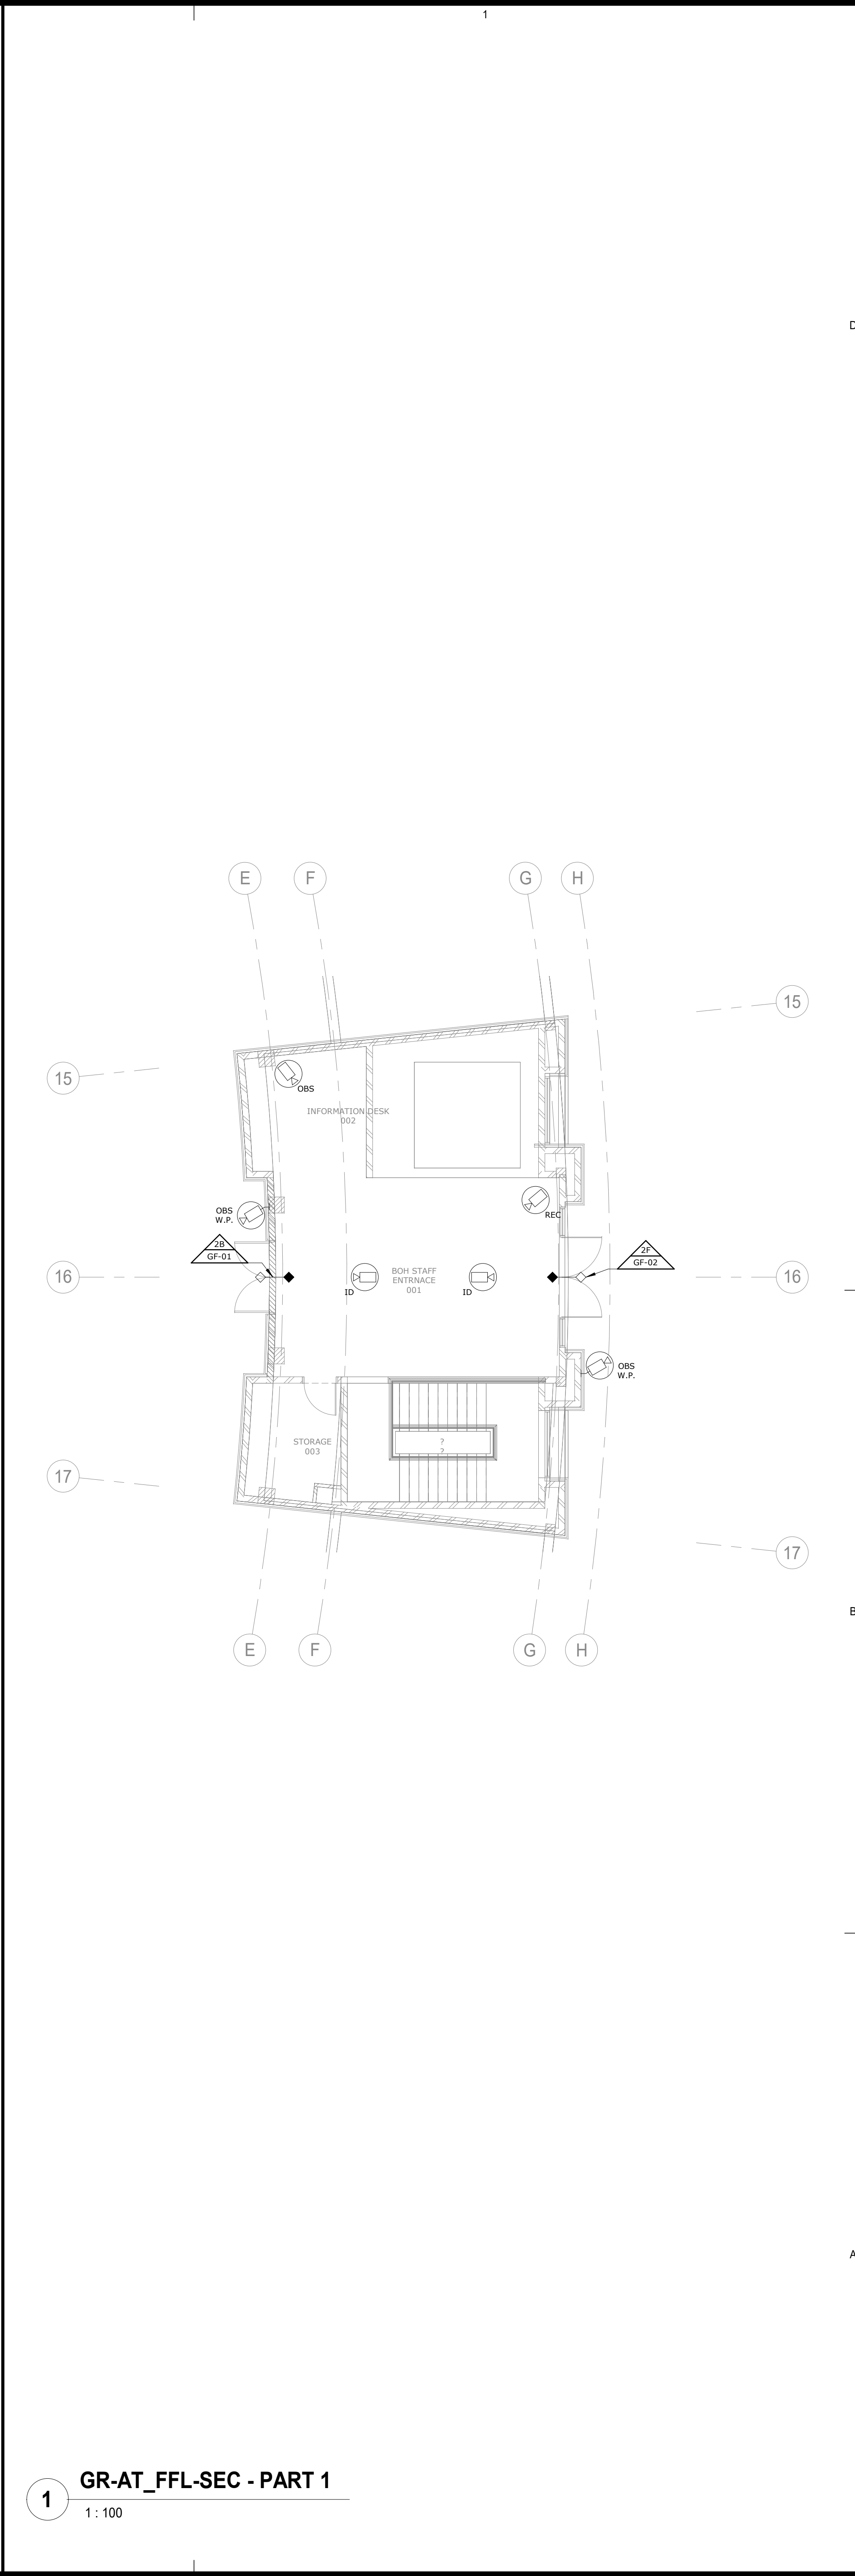 1
D
E
F
G
H
15
15
OBS
INFORMATION DESK
002
OBS
W.P.
REC
2B
GF-01
2F
GF-02
16
16
BOH STAFF
ENTRNACE
001
ID
ID
OBS
W.P.
STORAGE
003
?
?
17
17
B
E
F
G
H
A
1
GR-AT_FFL-SEC - PART 1
1 : 100